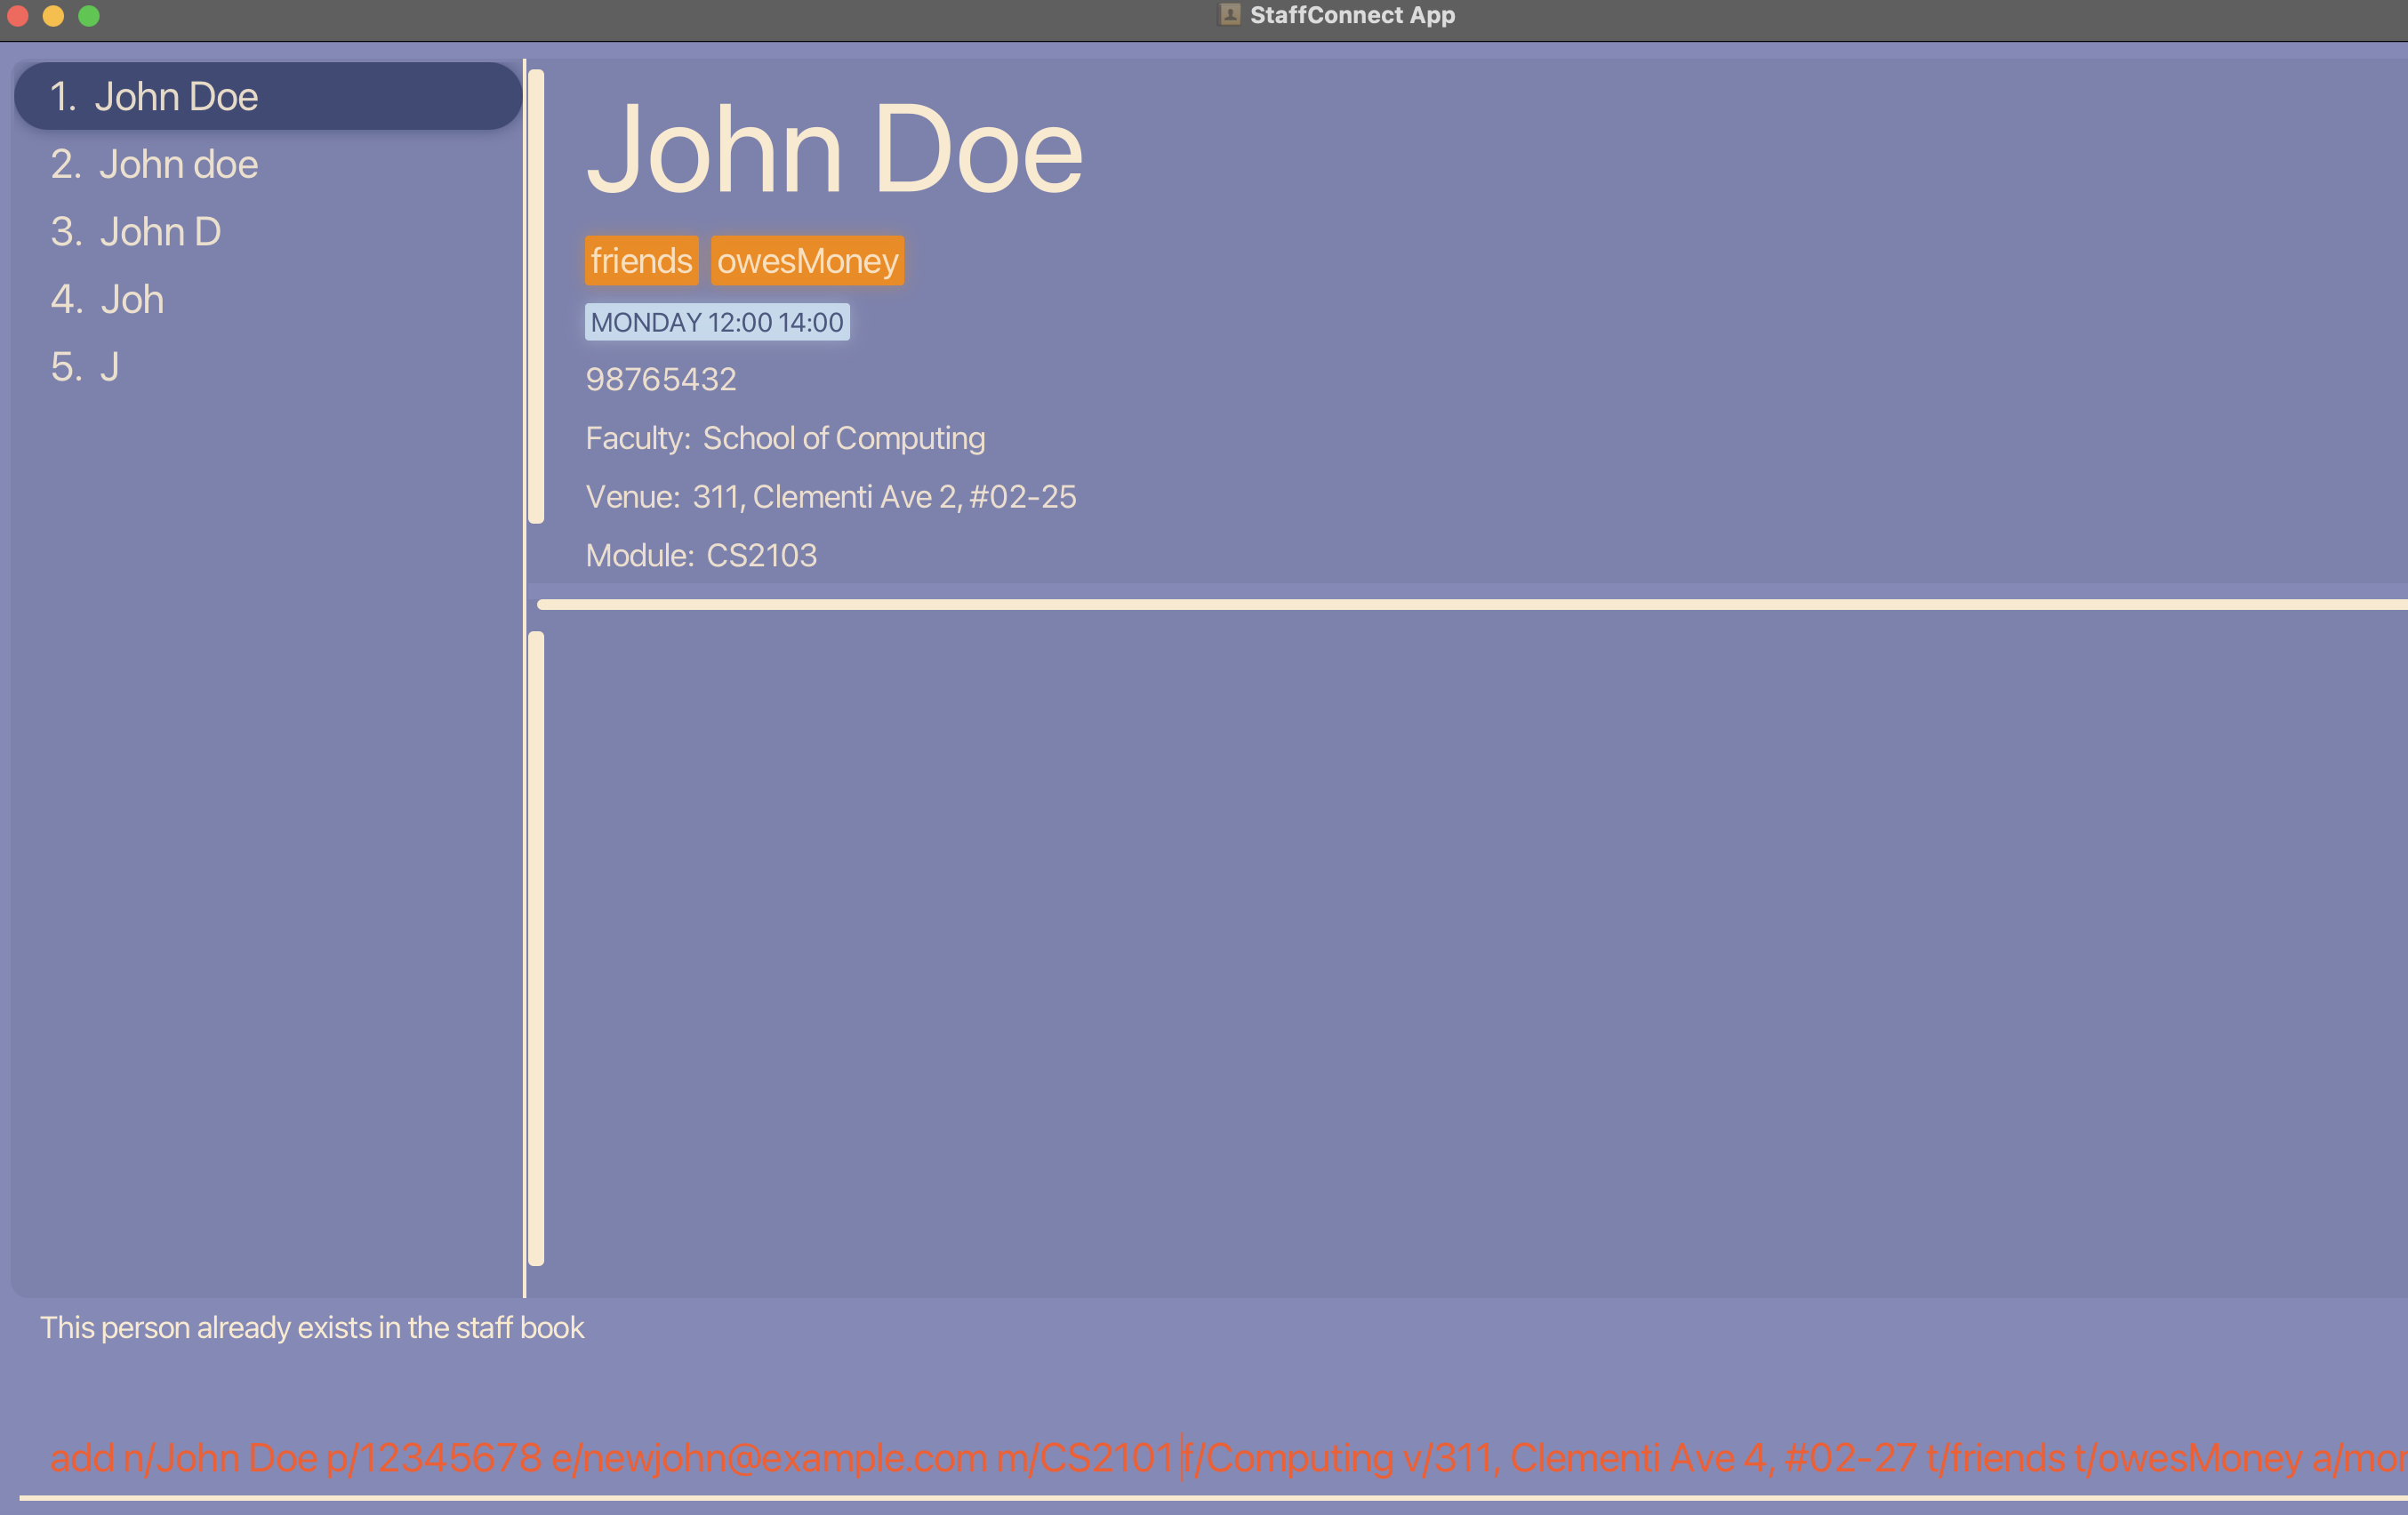 StaffConnect App
1. John Doe
2. John doe
3. John D
4. Joh
5. J
John Doe
friends owesMoney
MONDAY 12:00 14:00
98765432
Faculty: School of Computing
Venue: 311, Clementi Ave 2, #02-25
Module: CS2103
This person already exists in the staff book
add n/John Doe p/12345678 e/newjohn@example.com m/CS2101 f/Computing v/311, Clementi Ave 4, #02-27 t/friends t/owesMoney